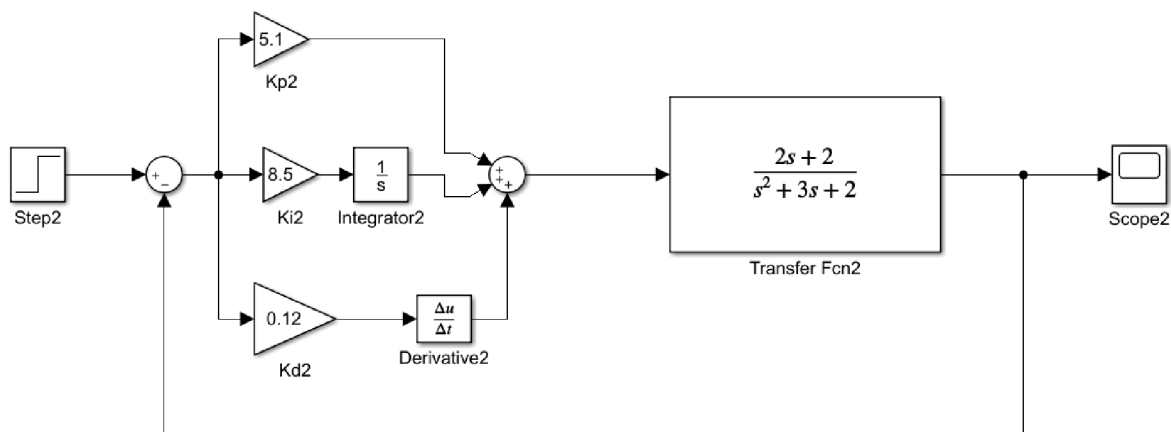 5.1
Kp2
Step2
+
−
8.5
Ki2
1
s
Integrator2
+
+
+
2s + 2
s² + 3s + 2
Transfer Fcn2
Scope2
0.12
Kd2
Δu
Δt
Derivative2